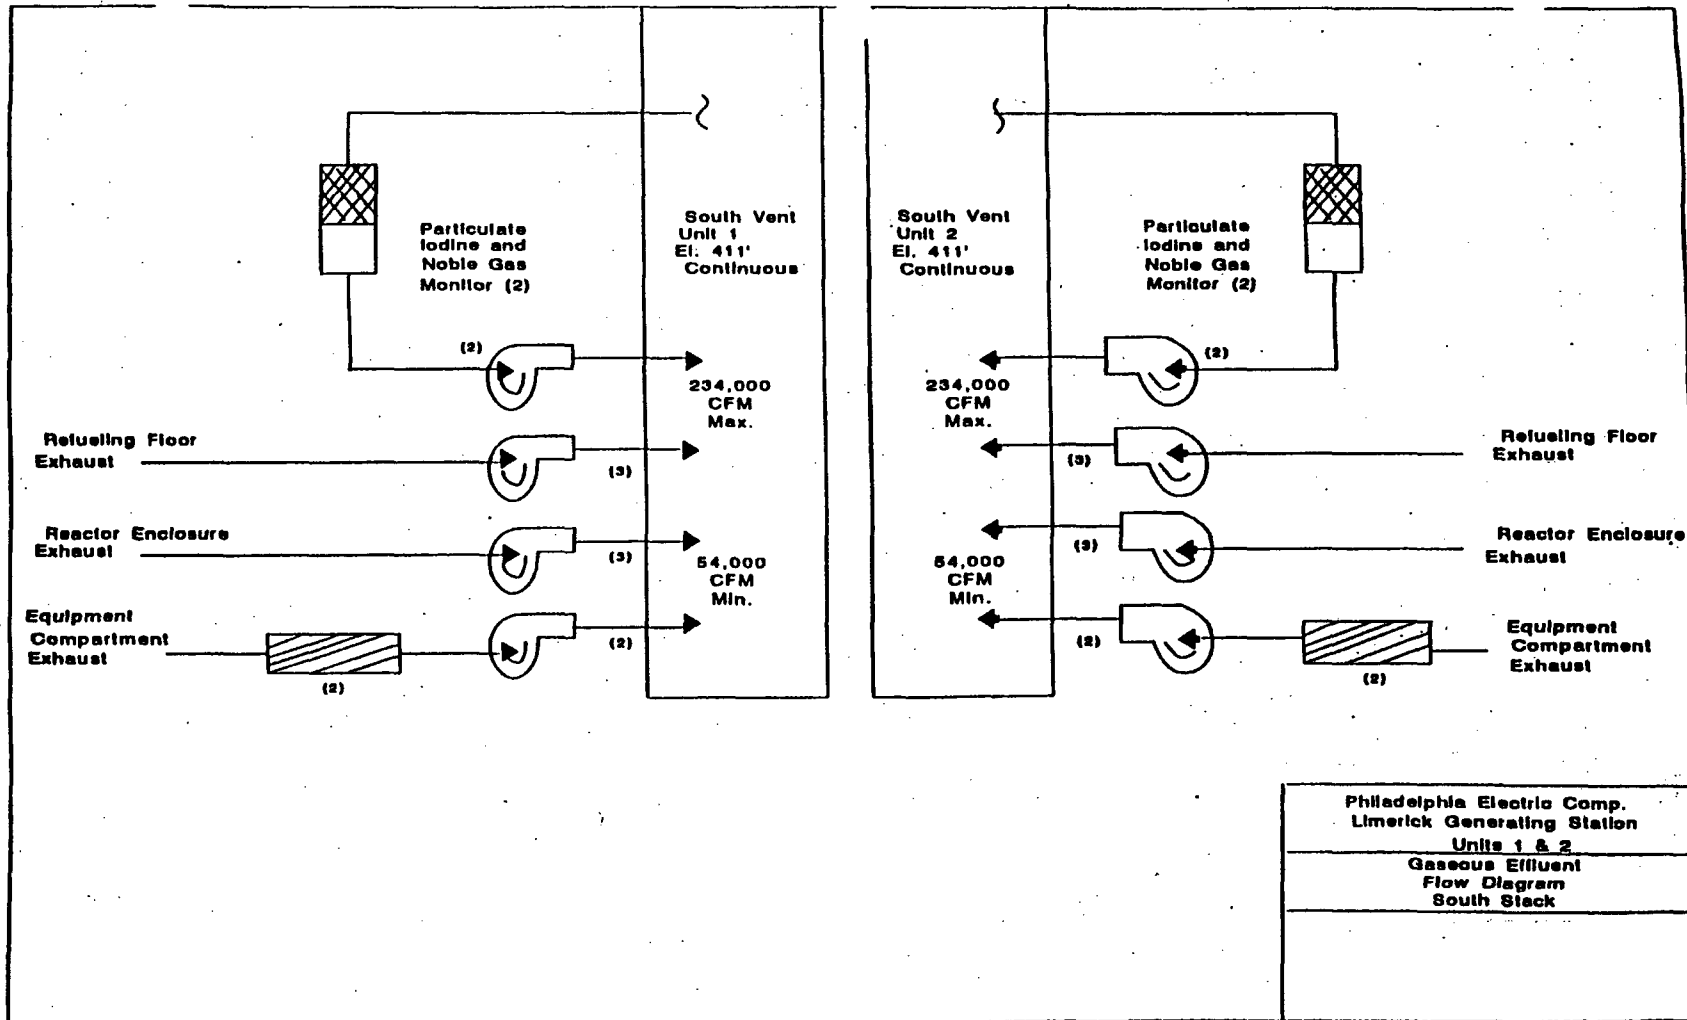 Particulate
Iodine and
Noble Gas
Monitor (2)
South Vent
Unit 1
El. 411'
Continuous
(2)
234,000
CFM
Max.
Refueling Floor
Exhaust
(3)
Reactor Enclosure
Exhaust
(3)
54,000
CFM
Min.
Equipment
Compartment
Exhaust
(2)
(2)
South Vent
Unit 2
El. 411'
Continuous
Particulate
Iodine and
Noble Gas
Monitor (2)
(2)
234,000
CFM
Max.
(3)
Refueling Floor
Exhaust
(3)
Reactor Enclosure
Exhaust
54,000
CFM
Min.
(2)
(2)
Equipment
Compartment
Exhaust
Philadelphia Electric Comp.
Limerick Generating Station
Units 1 & 2
Gaseous Effluent
Flow Diagram
South Stack